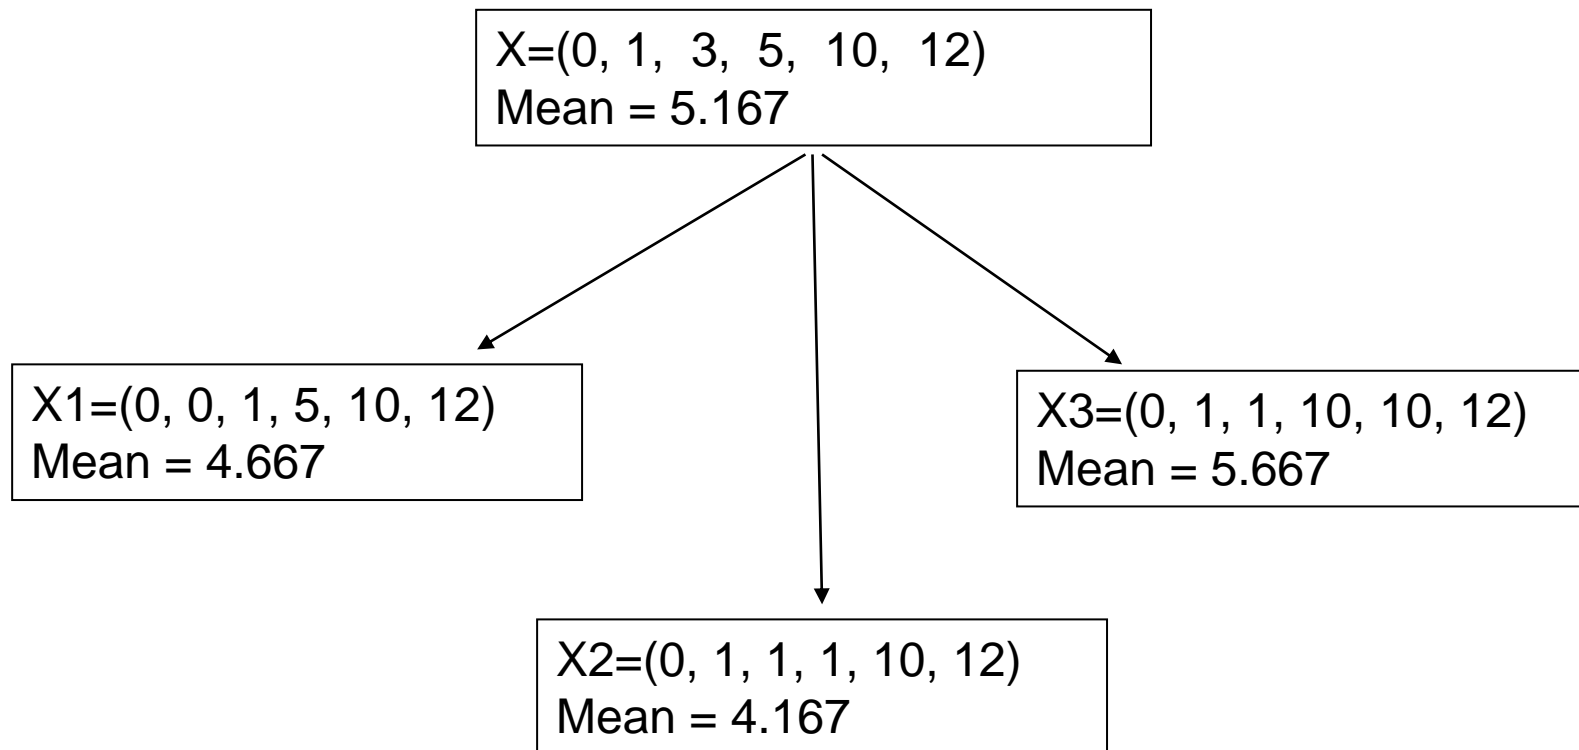 X=(0, 1, 3, 5, 10, 12)
Mean = 5.167
X1=(0, 0, 1, 5, 10, 12)
Mean = 4.667
X3=(0, 1, 1, 10, 10, 12)
Mean = 5.667
X2=(0, 1, 1, 1, 10, 12)
Mean = 4.167